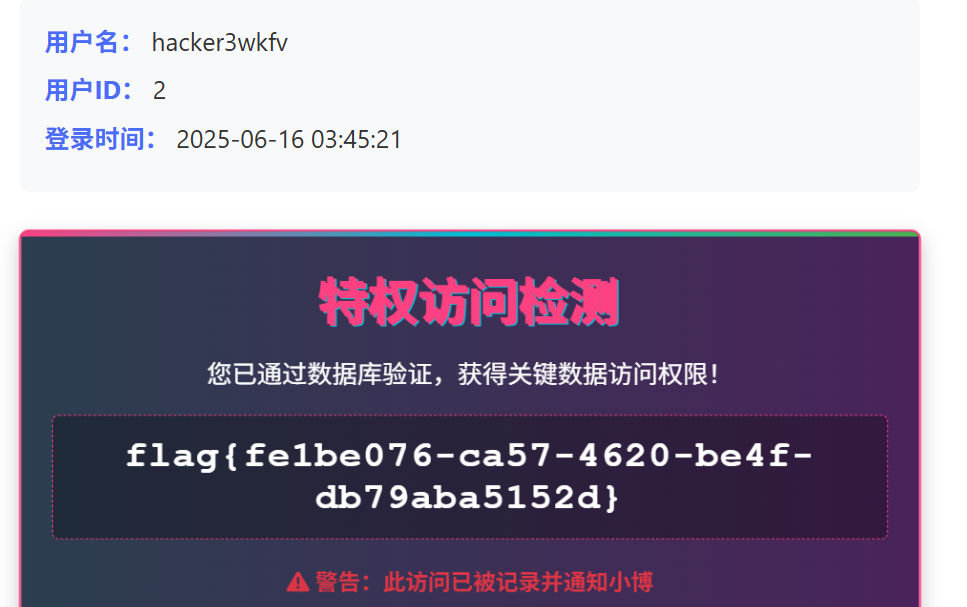 用户名： hacker3wkfv
用户ID： 2
登录时间： 2025-06-16 03:45:21
特权访问检测
您已通过数据库验证，获得关键数据访问权限！
flag{fe1be076-ca57-4620-be4f-
db79aba5152d}
警告：此访问已被记录并通知小博